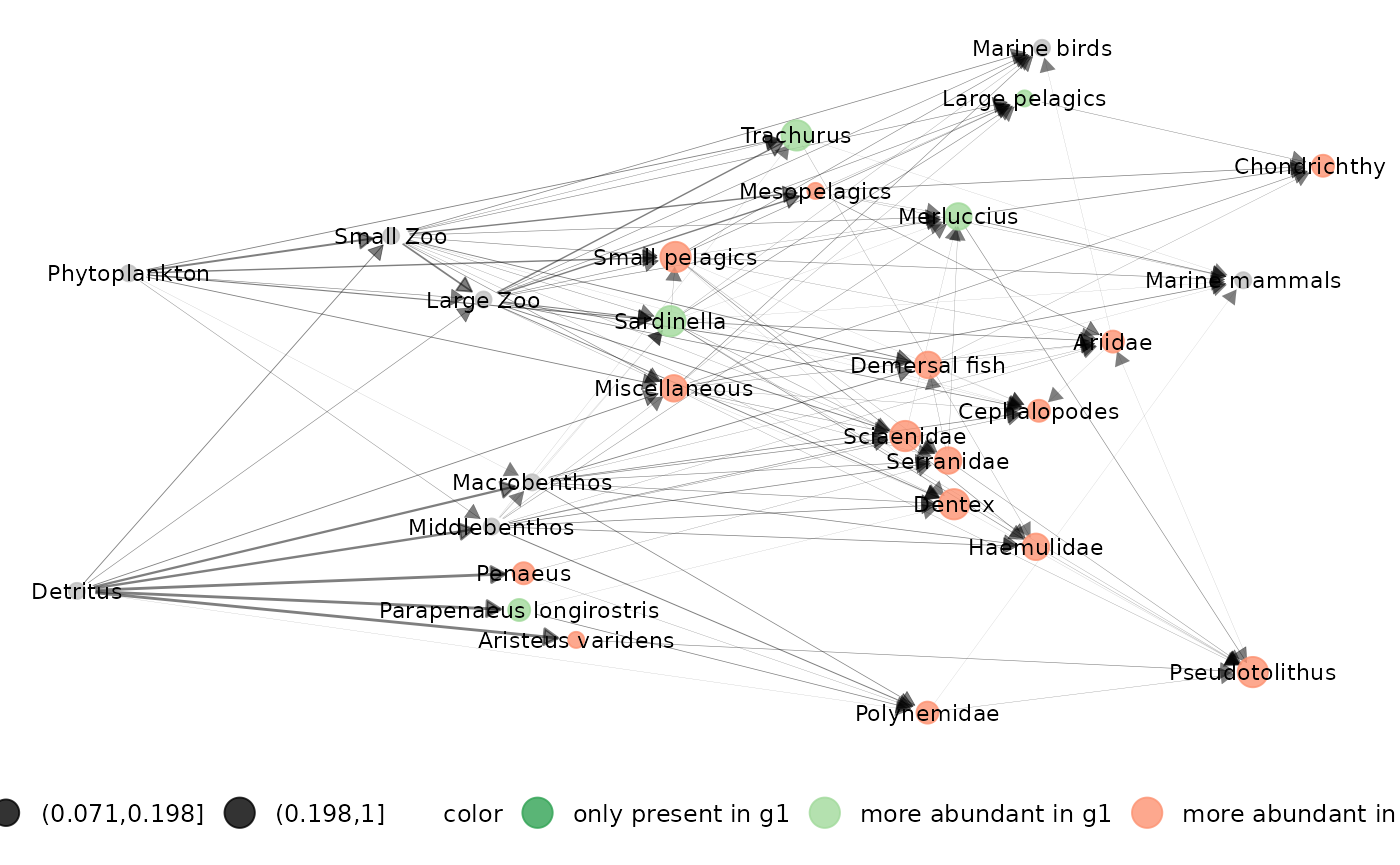 Marine birds
Large pelagics
Trachurus
Chondrichthy
Mesopelagics
Merluccius
Small Zoo
Small pelagics
Phytoplankton
Marine mammals
Large Zoo
Sardinella
Ariidae
Demersal fish
Miscellaneous
Cephalopodes
Sciaenidae
Serranidae
Macrobenthos
Dentex
Middlebenthos
Haemulidae
Penaeus
Detritus
Parapenaeus longirostris
Aristeus varidens
Pseudotolithus
Polynemidae
(0.071,0.198] (0.198,1] color only present in g1 more abundant in g1 more abundant in